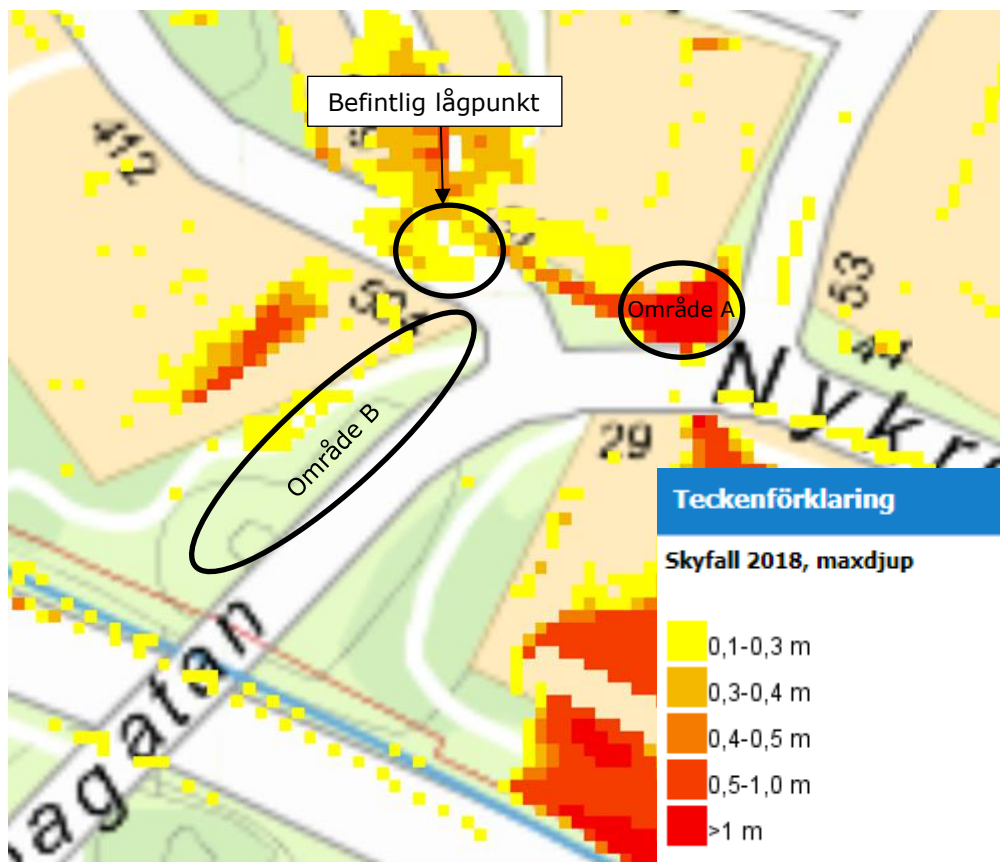 Befintlig lågpunkt
412
Område A
53
Område B
44
Nykr
29
agatan
Teckenförklaring
Skyfall 2018, maxdjup
0,1-0,3 m
0,3-0,4 m
0,4-0,5 m
0,5-1,0 m
>1 m